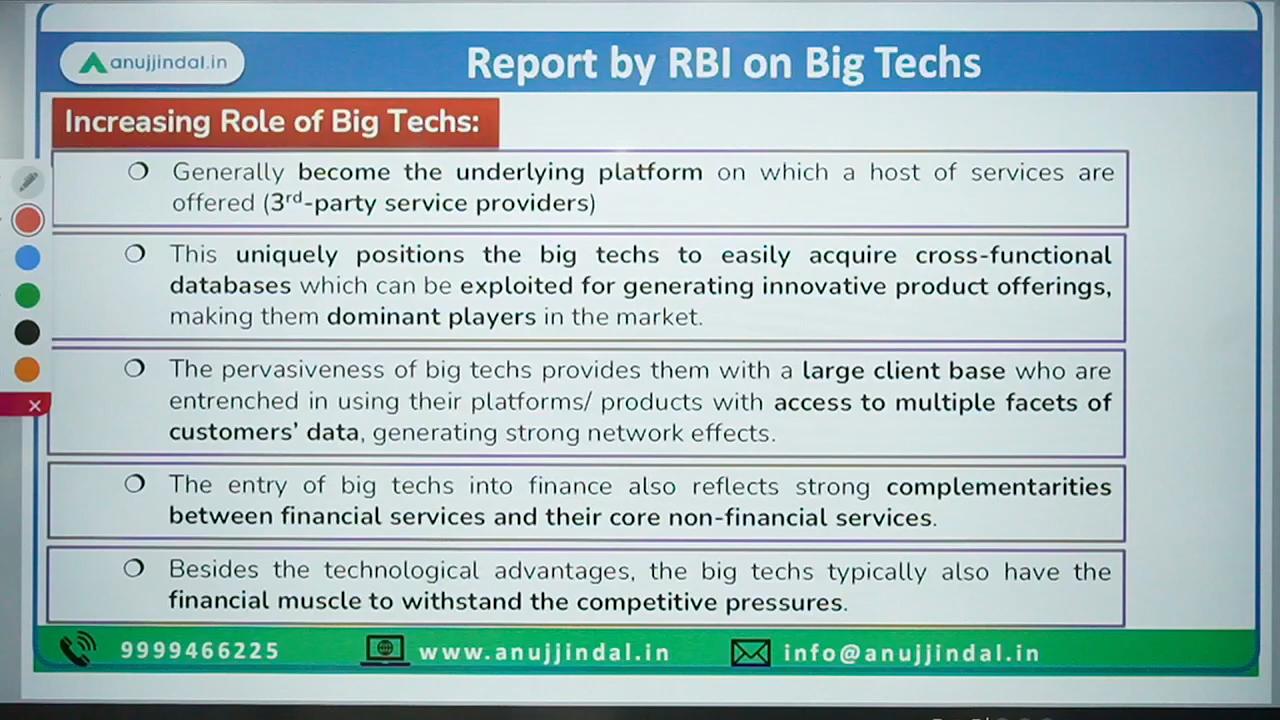 anujjindal.in
Report by RBI on Big Techs
Increasing Role of Big Techs:
❍ Generally become the underlying platform on which a host of services are
offered (3rd-party service providers)
❍ This uniquely positions the big techs to easily acquire cross-functional
databases which can be exploited for generating innovative product offerings,
making them dominant players in the market.
❍ The pervasiveness of big techs provides them with a large client base who are
entrenched in using their platforms/ products with access to multiple facets of
customers' data, generating strong network effects.
❍ The entry of big techs into finance also reflects strong complementarities
between financial services and their core non-financial services.
❍ Besides the technological advantages, the big techs typically also have the
financial muscle to withstand the competitive pressures.
9999466225 www.anujjindal.in info@anujjindal.in